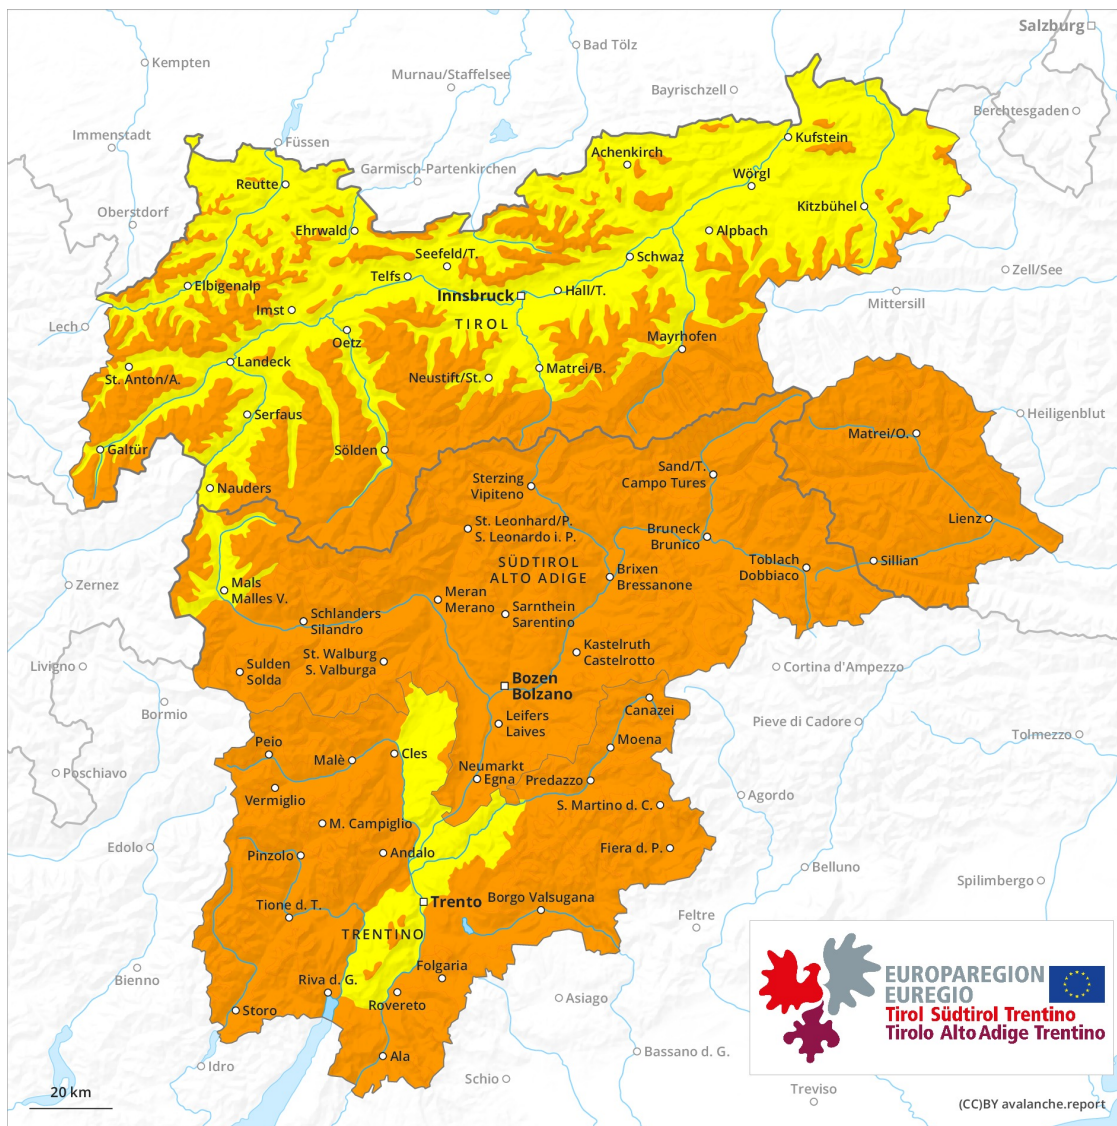 Salzburg
Bad Tölz
Kempten
Murnau/Staffelsee
Bayrischzell
Berchtesgaden
Immenstadt
Füssen
Kufstein
Achenkirch
Garmisch-Partenkirchen
Wörgl
Reutte
Oberstdorf
Kitzbühel
Ehrwald
Alpbach
Seefeld/T.
Schwaz
Telfs
Zell/See
Elbigenalp
Innsbruck
Hall/T.
Mittersill
Imst
TIROL
Lech
Oetz
Mayrhofen
Landeck
Matrei/B.
St. Anton/A.
Neustift/St.
Serfaus
Heiligenblut
Matrei/O.
Galtür
Sölden
Sand/T.
Campo Tures
Sterzing
Vipiteno
Nauders
Lienz
St. Leonhard/P.
S. Leonardo i. P.
Bruneck
Brunico
SÜDTIROL
ALTO ADIGE
Toblach
Dobbiaco
Sillian
Brixen
Bressanone
Zernez
Mals
Malles V.
Meran
Merano
Schlanders
Silandro
Sarnthein
Sarentino
Kastelruth
Castelrotto
St. Walburg
S. Valburga
Livigno
Sulden
Solda
Cortina d'Ampezzo
Bozen
Bolzano
Bormio
Canazei
Leifers
Laives
Pieve di Cadore
Tolmezzo
Peio
Moena
Malè
Cles
Poschiavo
Neumarkt
Egna
Predazzo
Vermiglio
Agordo
S. Martino d. C.
M. Campiglio
Edolo
Pinzolo
Andalo
Fiera d. P.
Belluno
Spilimbergo
Tione d. T.
Trento
Borgo Valsugana
Feltre
TRENTINO
Bienno
Riva d. G.
Folgaria
EUROPAREGION
EUREGIO
Tirol Südtirol Trentino
Tirolo Alto Adige Trentino
Storo
Rovereto
Asiago
Ala
Bassano d. G.
Idro
Schio
Treviso
20 km
(CC)BY avalanche.report